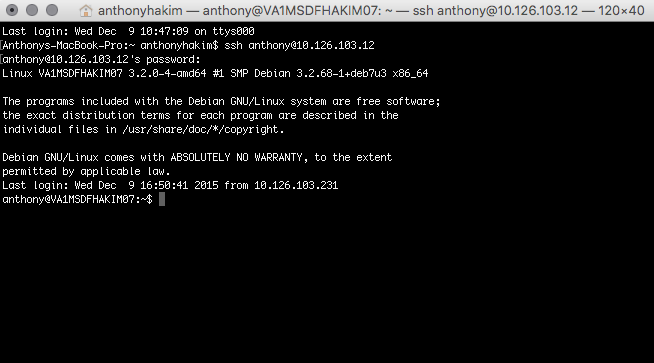 anthonyhakim — anthony@VA1MSDFHAKIM07: ~ — ssh anthony@10.126.103.12 — 120×40
Last login: Wed Dec  9 10:47:09 on ttys000
[Anthonys-MacBook-Pro:~ anthonyhakim$ ssh anthony@10.126.103.12
[anthony@10.126.103.12's password:
Linux VA1MSDFHAKIM07 3.2.0-4-amd64 #1 SMP Debian 3.2.68-1+deb7u3 x86_64
The programs included with the Debian GNU/Linux system are free software;
the exact distribution terms for each program are described in the
individual files in /usr/share/doc/*/copyright.
Debian GNU/Linux comes with ABSOLUTELY NO WARRANTY, to the extent
permitted by applicable law.
Last login: Wed Dec  9 16:50:41 2015 from 10.126.103.231
anthony@VA1MSDFHAKIM07:~$